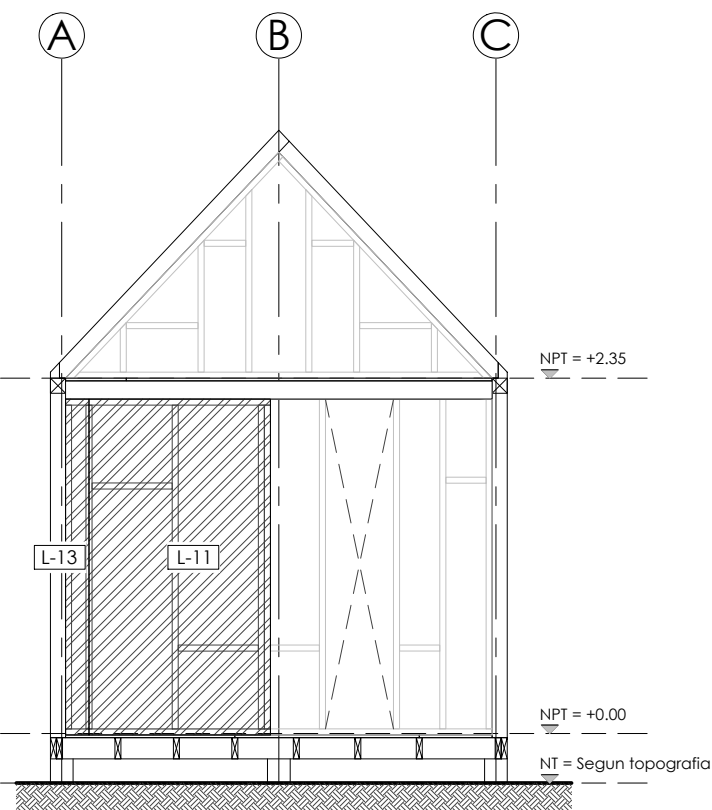 A
B
C
NPT = +2.35
L-13
L-11
NPT = +0.00
NT = Segun topografia